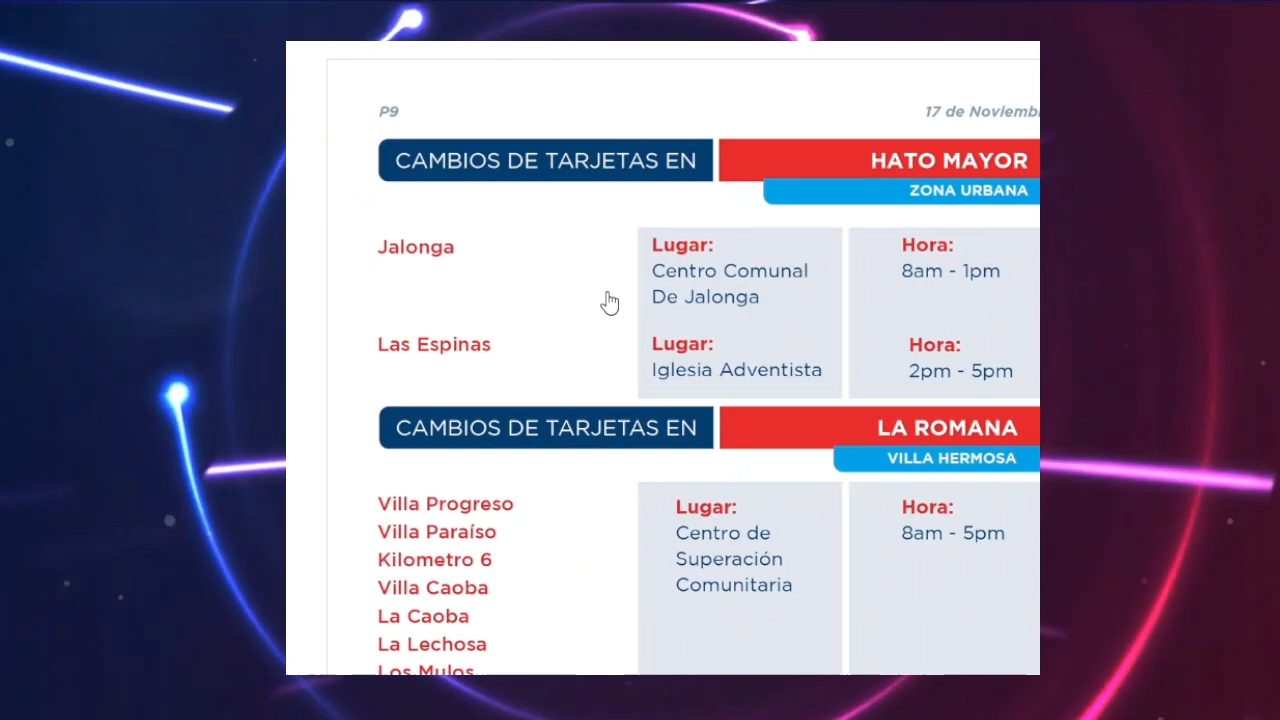 P9
17 de Noviemb
CAMBIOS DE TARJETAS EN HATO MAYOR
ZONA URBANA
Jalonga
Lugar:
Centro Comunal
De Jalonga
Hora:
8am - 1pm
Las Espinas
Lugar:
Iglesia Adventista
Hora:
2pm - 5pm
CAMBIOS DE TARJETAS EN LA ROMANA
VILLA HERMOSA
Villa Progreso
Villa Paraíso
Kilometro 6
Villa Caoba
La Caoba
La Lechosa
Los Mulos
Lugar:
Centro de
Superación
Comunitaria
Hora:
8am - 5pm